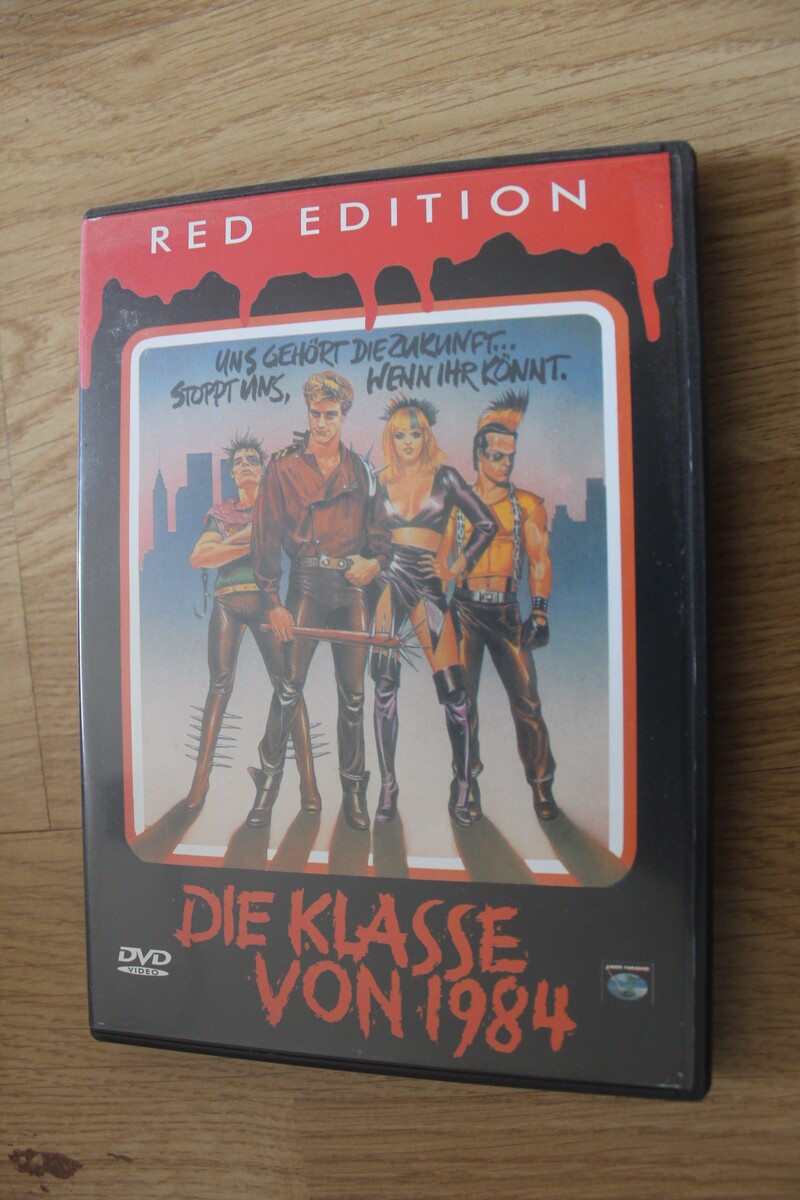 RED EDITION
UNS GEHÖRT DIE ZUKUNFT...
STOPPT UNS, WENN IHR KÖNNT.
DIE KLASSE
VON 1984
DVD
VIDEO